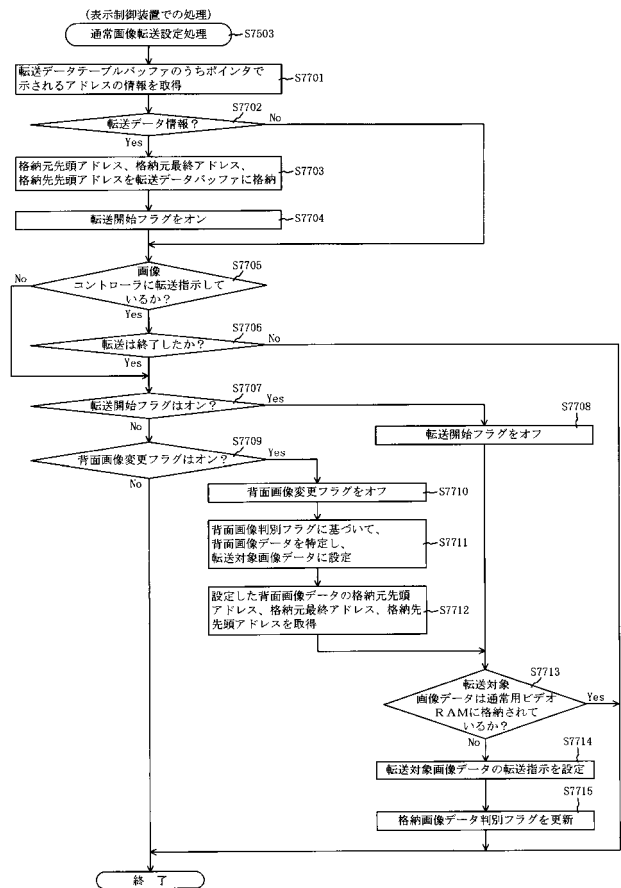 (表示制御装置での処理)
通常画像転送設定処理
S7503
転送データテーブルバッファのうちポインタで
示されるアドレスの情報を取得
S7701
S7702
転送データ情報?
No
Yes
格納元先頭アドレス、格納元最終アドレス、
格納先先頭アドレスを転送データバッファに格納
S7703
転送開始フラグをオン
S7704
S7705
画像
コントローラに転送指示して
いるか?
No
Yes
S7706
転送は終了したか?
No
Yes
S7707
転送開始フラグはオン?
Yes
No
S7708
転送開始フラグをオフ
S7709
背面画像変更フラグはオン?
Yes
No
背面画像変更フラグをオフ
S7710
背面画像判別フラグに基づいて、
背面画像データを特定し、
転送対象画像データに設定
S7711
設定した背面画像データの格納元先頭
アドレス、格納元最終アドレス、格納先
先頭アドレスを取得
S7712
S7713
転送対象
画像データは通常用ビデオ
RAMに格納されて
いるか?
Yes
No
S7714
転送対象画像データの転送指示を設定
S7715
格納画像データ判別フラグを更新
終 了